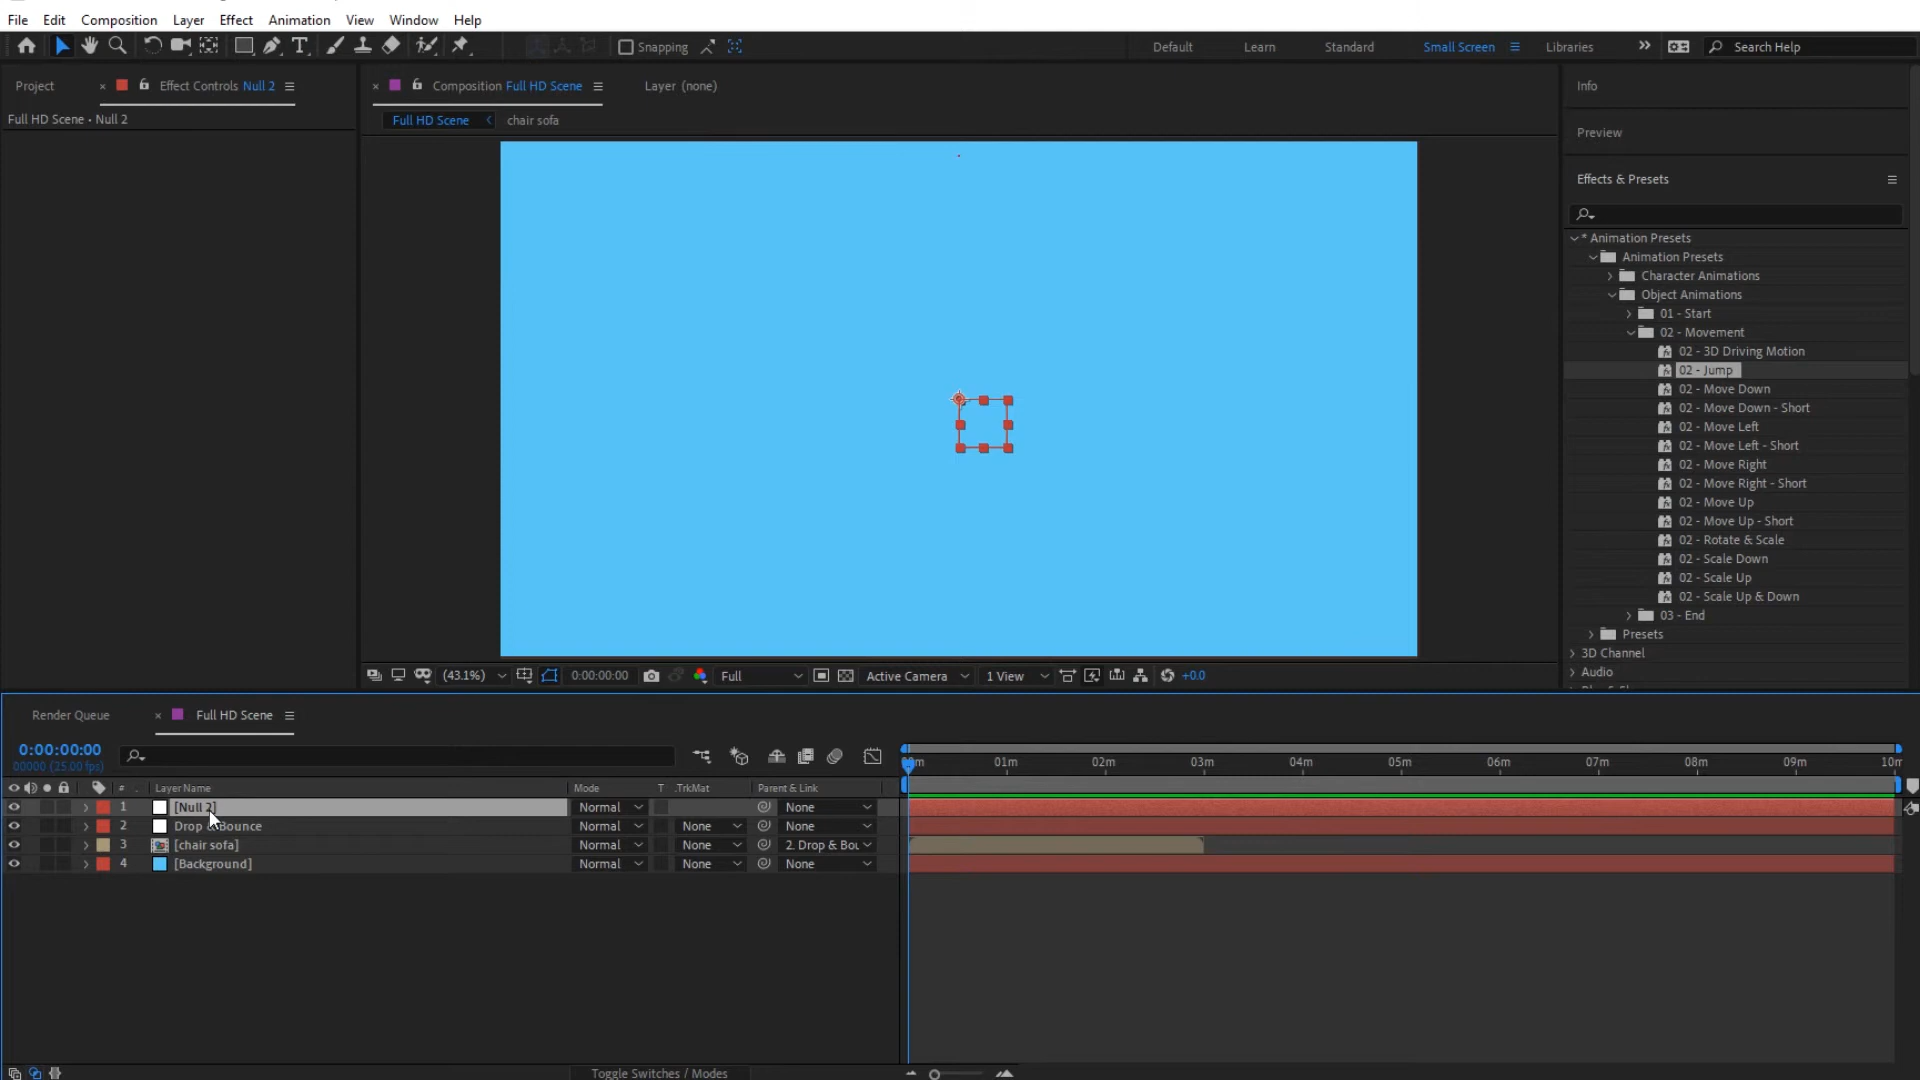 File Edit Composition Layer Effect Animation View Window Help
Snapping Default Learn Standard Small Screen Libraries Search Help
Project Effect Controls Null 2 Composition Full HD Scene Layer (none) Info
Full HD Scene • Null 2 Full HD Scene chair sofa
Preview
Effects & Presets
* Animation Presets
Animation Presets
Character Animations
Object Animations
01 - Start
02 - Movement
02 - 3D Driving Motion
02 - Jump
02 - Move Down
02 - Move Down - Short
02 - Move Left
02 - Move Left - Short
02 - Move Right
02 - Move Right - Short
02 - Move Up
02 - Move Up - Short
02 - Rotate & Scale
02 - Scale Down
02 - Scale Up
02 - Scale Up & Down
03 - End
Presets
3D Channel
Audio
(43.1%) 0:00:00:00 Full Active Camera 1 View +0.0
Render Queue Full HD Scene
0:00:00:00
00000 (25.00 fps)
01m 02m 03m 04m 05m 06m 07m 08m 09m
# Layer Name Mode T .TrkMat Parent & Link
1 [Null 2] Normal None
2 Drop & Bounce Normal None None
3 [chair sofa] Normal None 2. Drop & Bou
4 [Background] Normal None None
Toggle Switches / Modes